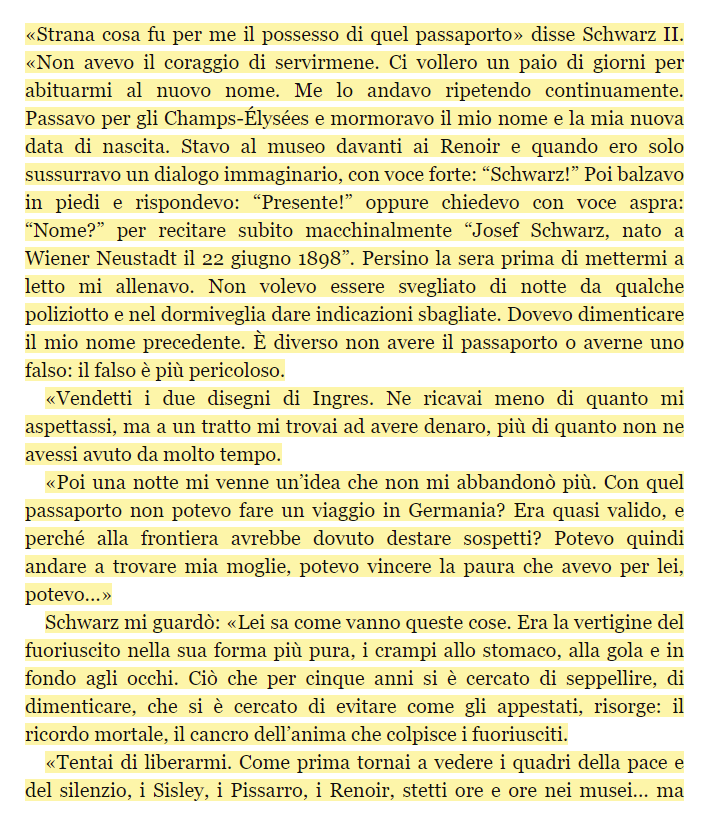 «Strana cosa fu per me il possesso di quel passaporto» disse Schwarz II.
«Non avevo il coraggio di servirmene. Ci vollero un paio di giorni per
abituarmi al nuovo nome. Me lo andavo ripetendo continuamente.
Passavo per gli Champs-Élysées e mormoravo il mio nome e la mia nuova
data di nascita. Stavo al museo davanti ai Renoir e quando ero solo
sussurravo un dialogo immaginario, con voce forte: “Schwarz!” Poi balzavo
in piedi e rispondevo: “Presente!” oppure chiedevo con voce aspra:
“Nome?” per recitare subito macchinalmente “Josef Schwarz, nato a
Wiener Neustadt il 22 giugno 1898”. Persino la sera prima di mettermi a
letto mi allenavo. Non volevo essere svegliato di notte da qualche
poliziotto e nel dormiveglia dare indicazioni sbagliate. Dovevo dimenticare
il mio nome precedente. È diverso non avere il passaporto o averne uno
falso: il falso è più pericoloso.
«Vendetti i due disegni di Ingres. Ne ricavai meno di quanto mi
aspettassi, ma a un tratto mi trovai ad avere denaro, più di quanto non ne
avessi avuto da molto tempo.
«Poi una notte mi venne un’idea che non mi abbandonò più. Con quel
passaporto non potevo fare un viaggio in Germania? Era quasi valido, e
perché alla frontiera avrebbe dovuto destare sospetti? Potevo quindi
andare a trovare mia moglie, potevo vincere la paura che avevo per lei,
potevo...»
Schwarz mi guardò: «Lei sa come vanno queste cose. Era la vertigine del
fuoriuscito nella sua forma più pura, i crampi allo stomaco, alla gola e in
fondo agli occhi. Ciò che per cinque anni si è cercato di seppellire, di
dimenticare, che si è cercato di evitare come gli appestati, risorge: il
ricordo mortale, il cancro dell’anima che colpisce i fuoriusciti.
«Tentai di liberarmi. Come prima tornai a vedere i quadri della pace e
del silenzio, i Sisley, i Pissarro, i Renoir, stetti ore e ore nei musei... ma